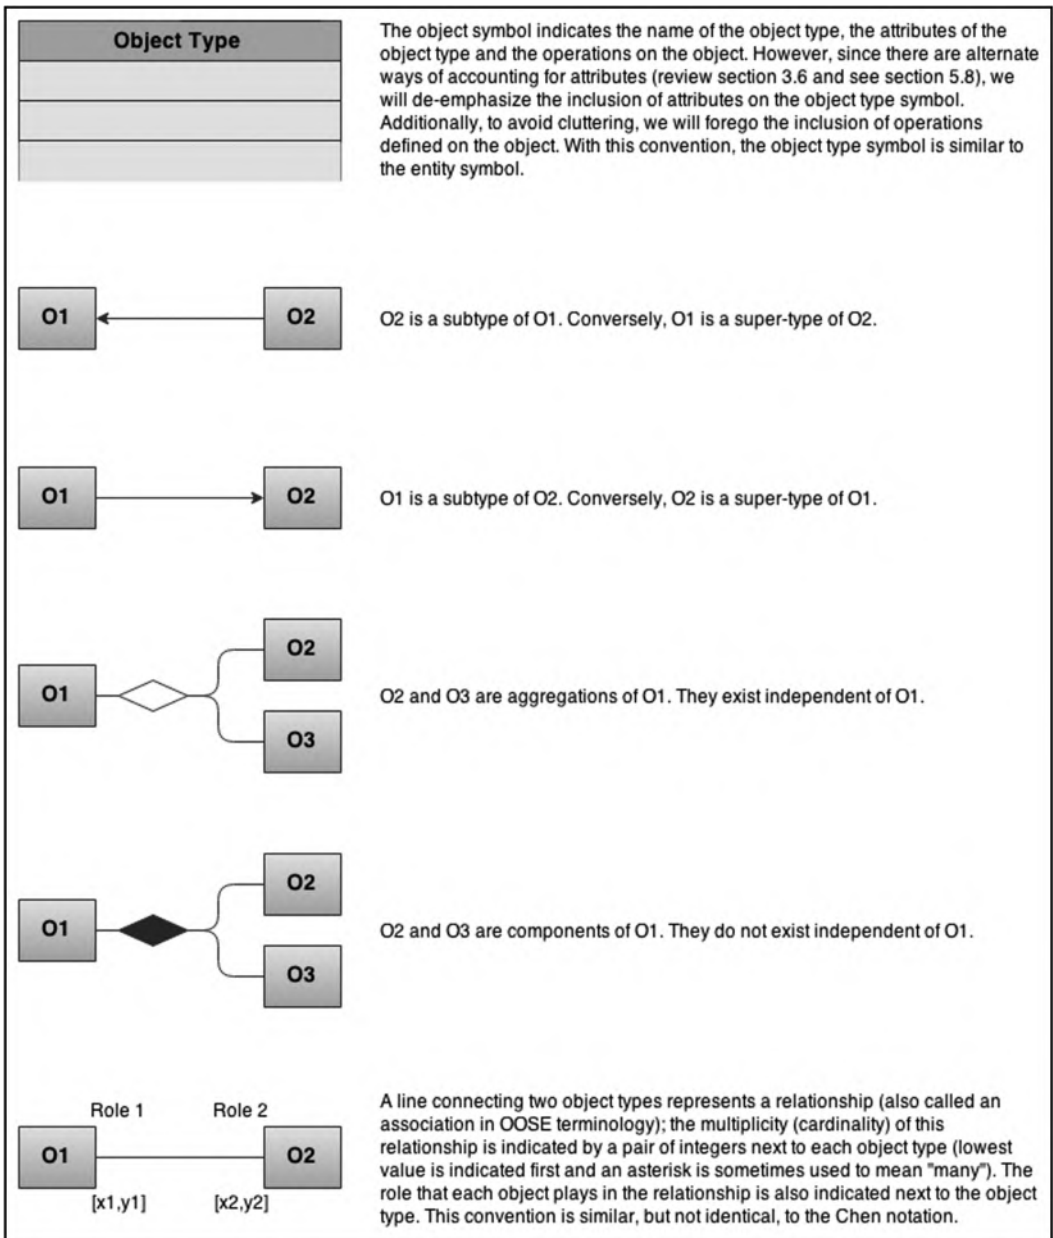 Object Type
The object symbol indicates the name of the object type, the attributes of the
object type and the operations on the object. However, since there are alternate
ways of accounting for attributes (review section 3.6 and see section 5.8), we
will de-emphasize the inclusion of attributes on the object type symbol.
Additionally, to avoid cluttering, we will forego the inclusion of operations
defined on the object. With this convention, the object type symbol is similar to
the entity symbol.
O1
O2
O2 is a subtype of O1. Conversely, O1 is a super-type of O2.
O1
O2
O1 is a subtype of O2. Conversely, O2 is a super-type of O1.
O1
O2
O3
O2 and O3 are aggregations of O1. They exist independent of O1.
O1
O2
O3
O2 and O3 are components of O1. They do not exist independent of O1.
Role 1
Role 2
O1
O2
[x1,y1]
[x2,y2]
A line connecting two object types represents a relationship (also called an
association in OOSE terminology); the multiplicity (cardinality) of this
relationship is indicated by a pair of integers next to each object type (lowest
value is indicated first and an asterisk is sometimes used to mean "many"). The
role that each object plays in the relationship is also indicated next to the object
type. This convention is similar, but not identical, to the Chen notation.